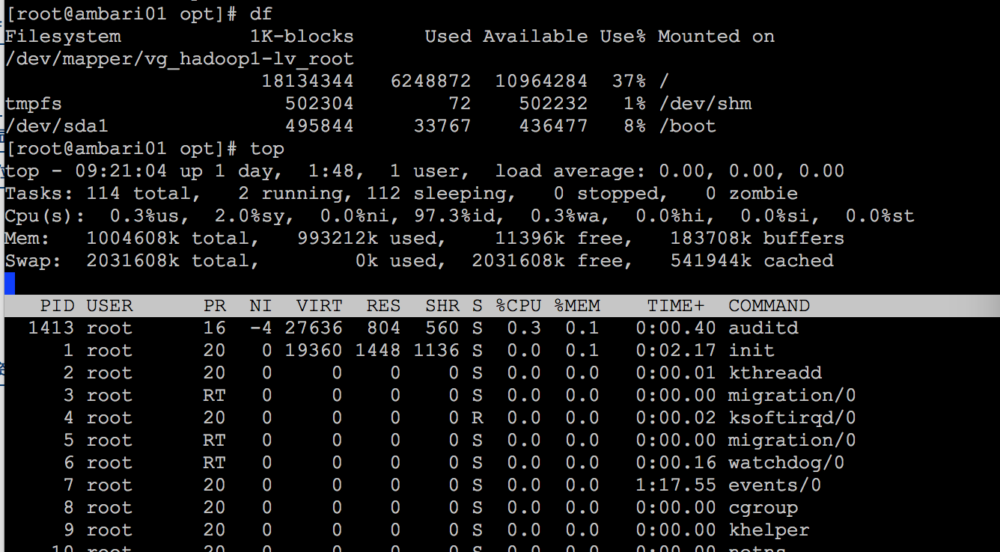 [root@ambari01 opt]# df
Filesystem           1K-blocks      Used Available Use% Mounted on
/dev/mapper/vg_hadoop1-lv_root
                      18134344   6248872  10964284  37% /
tmpfs                   502304        72    502232   1% /dev/shm
/dev/sda1               495844     33767    436477   8% /boot
[root@ambari01 opt]# top
top - 09:21:04 up 1 day,  1:48,  1 user,  load average: 0.00, 0.00, 0.00
Tasks: 114 total,   2 running, 112 sleeping,   0 stopped,   0 zombie
Cpu(s):  0.3%us,  2.0%sy,  0.0%ni, 97.3%id,  0.3%wa,  0.0%hi,  0.0%si,  0.0%st
Mem:   1004608k total,   993212k used,    11396k free,   183708k buffers
Swap:  2031608k total,        0k used,  2031608k free,   541944k cached
   PID USER      PR  NI  VIRT  RES  SHR S %CPU %MEM    TIME+  COMMAND
  1413 root      16  -4 27636  804  560 S  0.3  0.1   0:00.40 auditd
     1 root      20   0 19360 1448 1136 S  0.0  0.1   0:02.17 init
     2 root      20   0     0    0    0 S  0.0  0.0   0:00.01 kthreadd
     3 root      RT   0     0    0    0 S  0.0  0.0   0:00.00 migration/0
     4 root      20   0     0    0    0 R  0.0  0.0   0:00.02 ksoftirqd/0
     5 root      RT   0     0    0    0 S  0.0  0.0   0:00.00 migration/0
     6 root      RT   0     0    0    0 S  0.0  0.0   0:00.16 watchdog/0
     7 root      20   0     0    0    0 S  0.0  0.0   1:17.55 events/0
     8 root      20   0     0    0    0 S  0.0  0.0   0:00.00 cgroup
     9 root      20   0     0    0    0 S  0.0  0.0   0:00.00 khelper